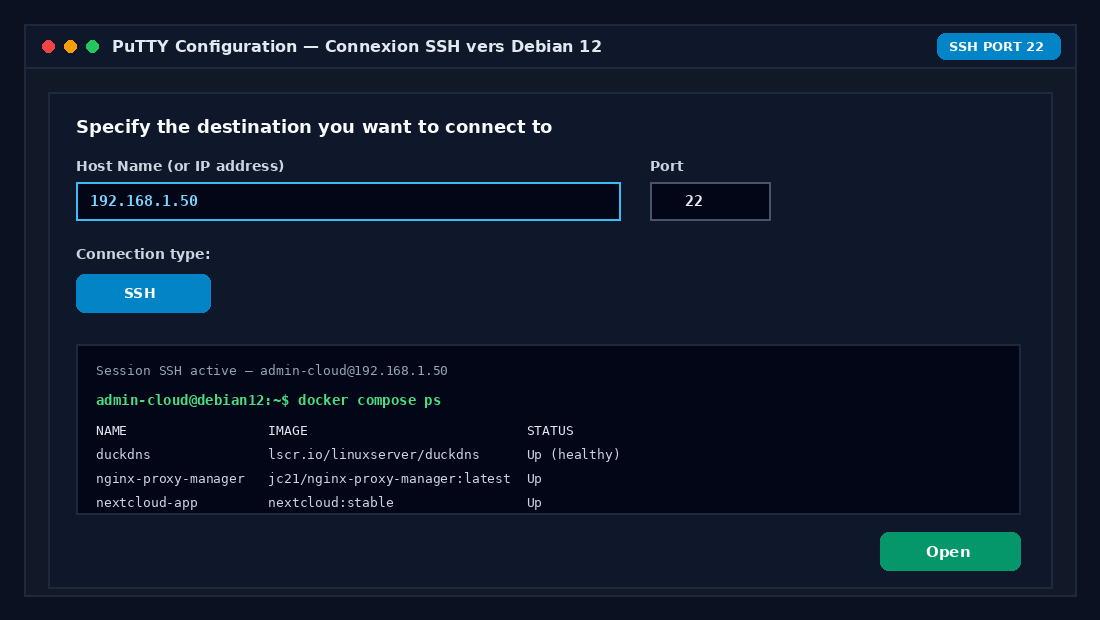 PuTTY Configuration — Connexion SSH vers Debian 12
SSH PORT 22
Specify the destination you want to connect to
Host Name (or IP address)
Port
192.168.1.50
22
Connection type:
SSH
Session SSH active — admin-cloud@192.168.1.50
admin-cloud@debian12:~$ docker compose ps
NAME IMAGE STATUS
duckdns lscr.io/linuxserver/duckdns Up (healthy)
nginx-proxy-manager jc21/nginx-proxy-manager:latest Up
nextcloud-app nextcloud:stable Up
Open